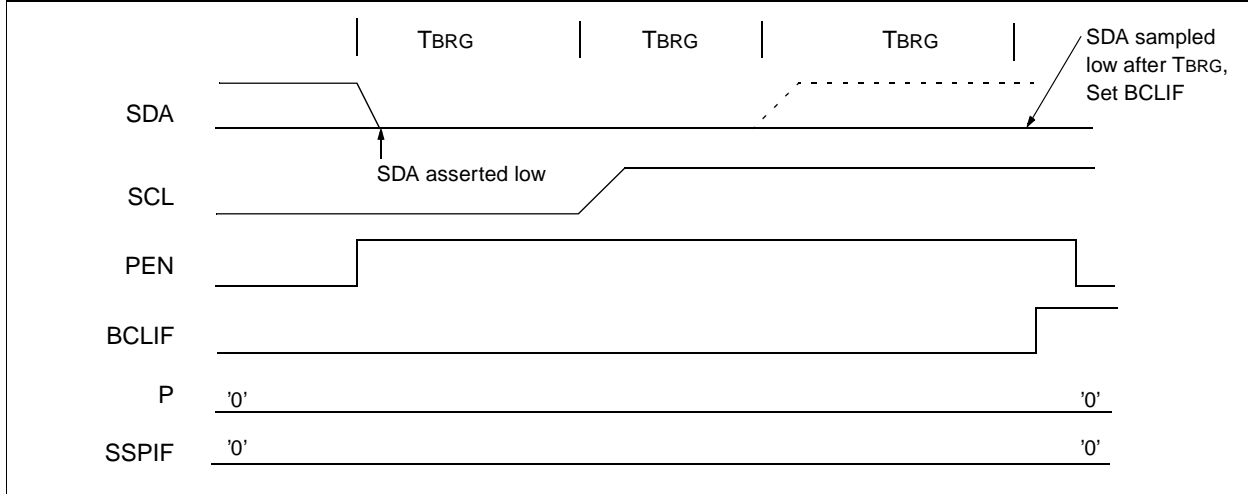 TBRG TBRG TBRG
SDA sampled
low after TBRG,
Set BCLIF
SDA
SDA asserted low
SCL
PEN
BCLIF
P '0' '0'
SSPIF '0' '0'